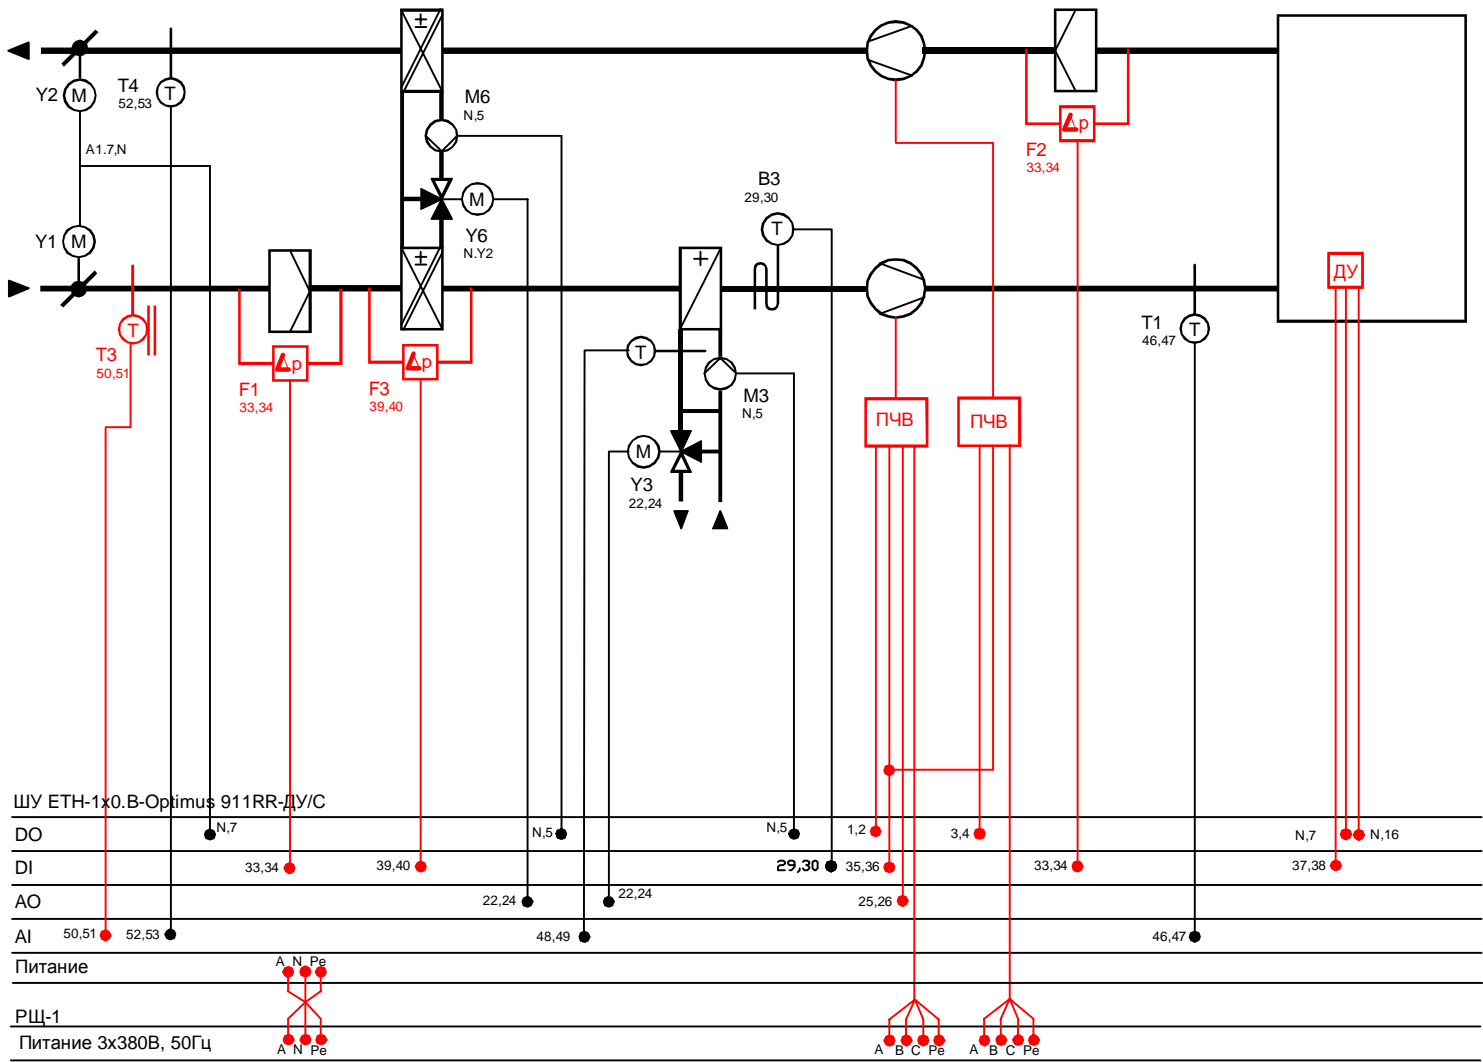 ±
Y2
M
T4
52,53
T
M6
N,5
Δp
F2
33,34
A1.7,N
B3
29,30
T
M
Y6
N.Y2
Y1
M
±
+
ДУ
T
T3
50,51
Δp
F1
33,34
Δp
F3
39,40
T
M3
N,5
T1
46,47
T
ПЧВ
ПЧВ
M
Y3
22,24
ШУ ETH-1x0.B-Optimus 911RR-ДУ/С
DO
N,7
N,5
N,5
1,2
3,4
N,7
N,16
DI
33,34
39,40
29,30
35,36
33,34
37,38
AO
22,24
22,24
25,26
AI
50,51
52,53
48,49
46,47
Питание
A N Pe
РЩ-1
Питание 3х380В, 50Гц
A N Pe
A B C Pe
A B C Pe